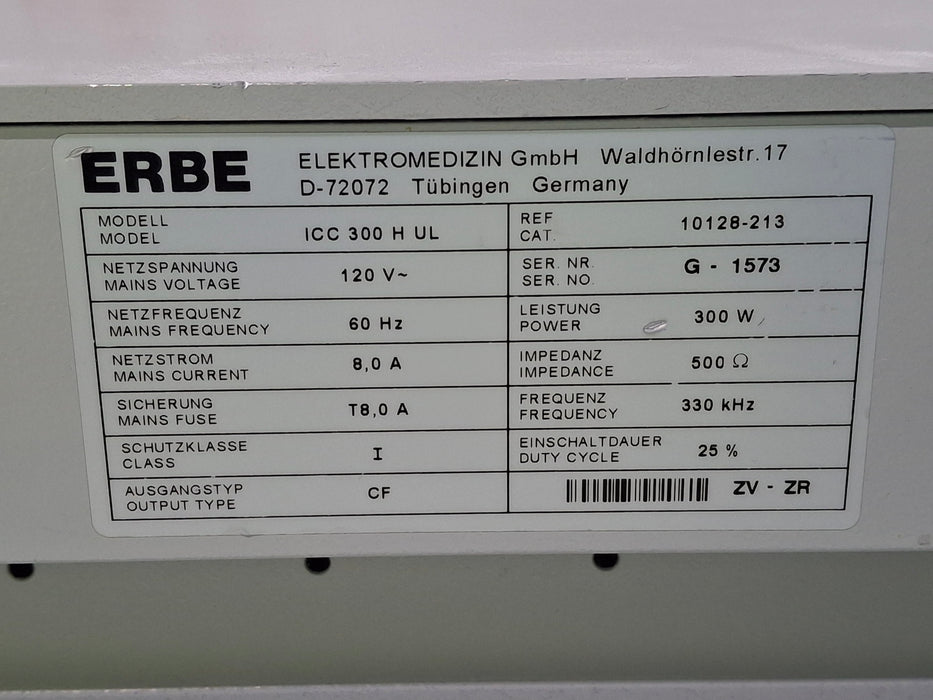 ERBE
ELEKTROMEDIZIN GmbH Waldhörnlestr.17
D-72072 Tübingen Germany
MODELL
MODEL
ICC 300 H UL
REF
CAT.
10128-213
NETZSPANNUNG
MAINS VOLTAGE
120 V~
SER. NR.
SER. NO.
G - 1573
NETZFREQUENZ
MAINS FREQUENCY
60 Hz
LEISTUNG
POWER
300 W
NETZSTROM
MAINS CURRENT
8,0 A
IMPEDANZ
IMPEDANCE
500 Ω
SICHERUNG
MAINS FUSE
T8,0 A
FREQUENZ
FREQUENCY
330 kHz
SCHUTZKLASSE
CLASS
I
EINSCHALTDAUER
DUTY CYCLE
25 %
AUSGANGSTYP
OUTPUT TYPE
CF
ZV - ZR